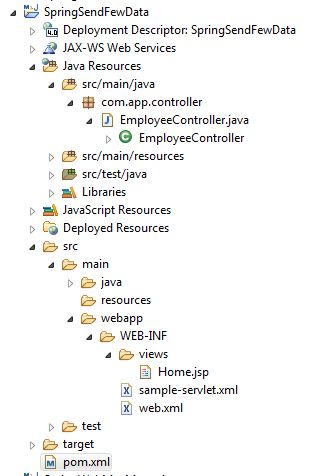 SpringSendFewData
Deployment Descriptor: SpringSendFewData
JAX-WS Web Services
Java Resources
src/main/java
com.app.controller
EmployeeController.java
EmployeeController
src/main/resources
src/test/java
Libraries
JavaScript Resources
Deployed Resources
src
main
java
resources
webapp
WEB-INF
views
Home.jsp
sample-servlet.xml
web.xml
test
target
pom.xml